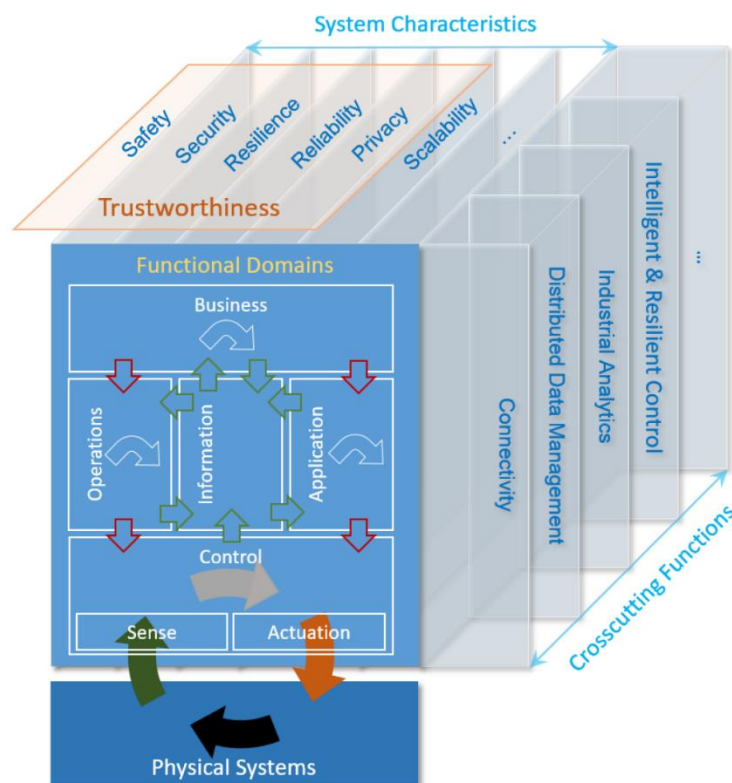 System Characteristics
Safety
Security
Resilience
Reliability
Privacy
Scalability
...
Trustworthiness
Functional Domains
Business
Operations
Information
Application
Control
Sense
Actuation
Physical Systems
Connectivity
Distributed Data Management
Industrial Analytics
Intelligent & Resilient Control
...
Crosscutting Functions